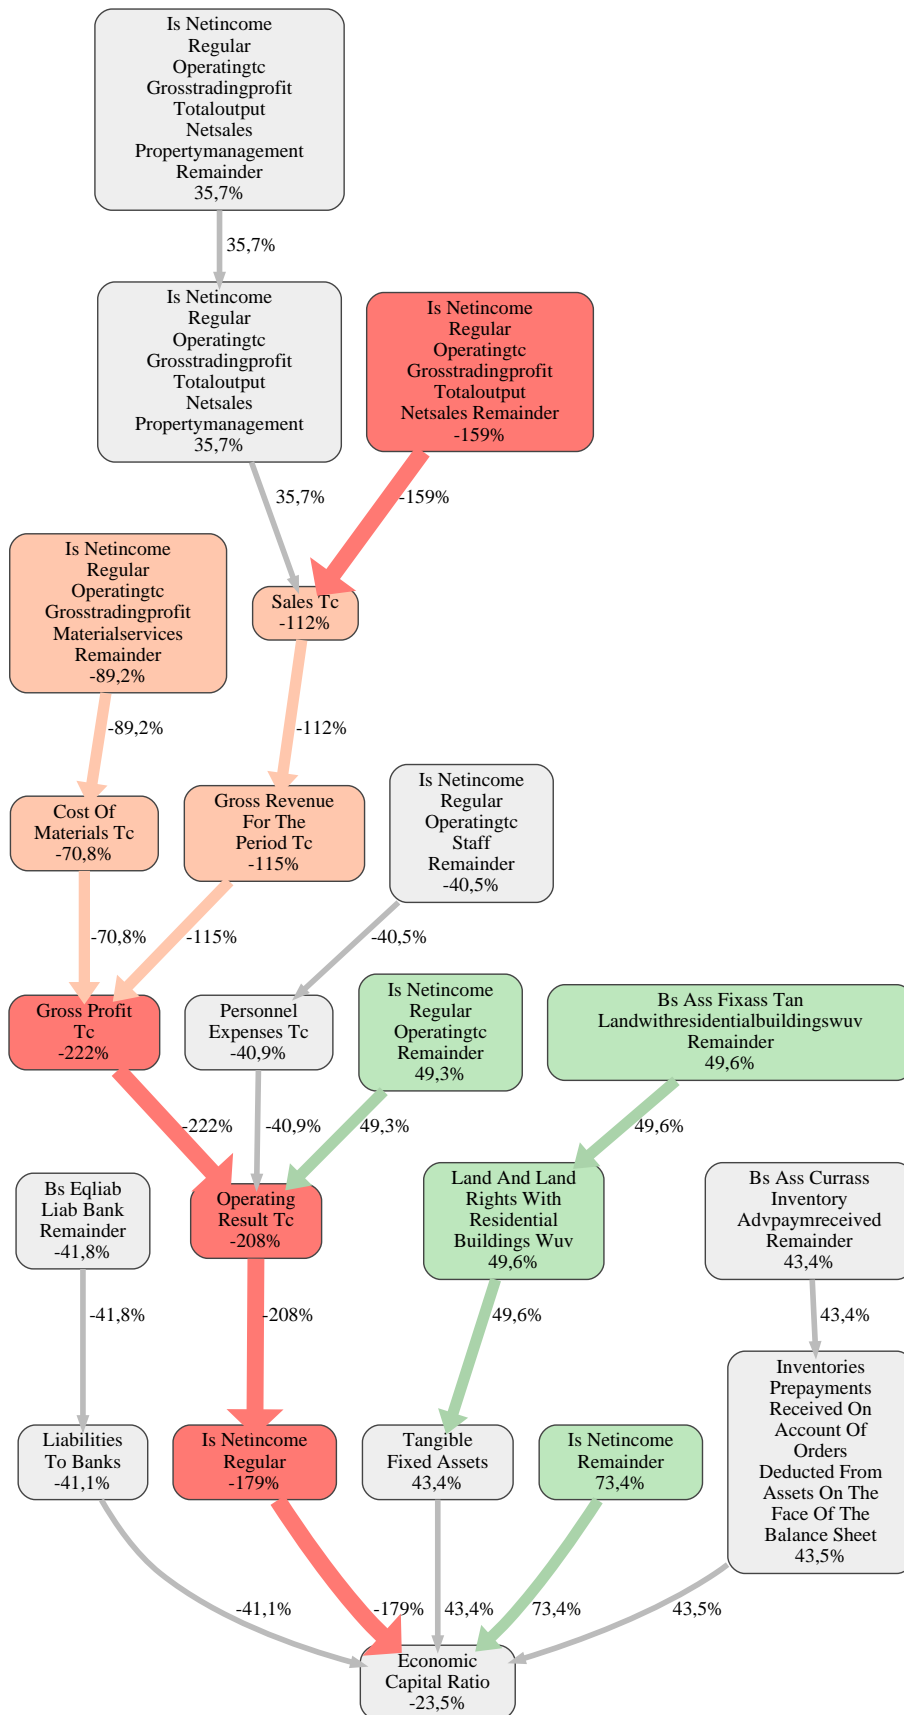 Is Netincome
Regular
Operatingtc
Grosstradingprofit
Totaloutput
Netsales
Propertymanagement
Remainder
35,7%
35,7%
Is Netincome
Regular
Operatingtc
Grosstradingprofit
Totaloutput
Netsales
Propertymanagement
35,7%
Is Netincome
Regular
Operatingtc
Grosstradingprofit
Totaloutput
Netsales Remainder
-159%
35,7%
-159%
Is Netincome
Regular
Operatingtc
Grosstradingprofit
Materialservices
Remainder
-89,2%
Sales Tc
-112%
-89,2%
-112%
Cost Of
Materials Tc
-70,8%
Gross Revenue
For The
Period Tc
-115%
Is Netincome
Regular
Operatingtc
Staff
Remainder
-40,5%
-70,8%
-115%
-40,5%
Gross Profit
Tc
-222%
Personnel
Expenses Tc
-40,9%
Is Netincome
Regular
Operatingtc
Remainder
49,3%
Bs Ass Fixass Tan
Landwithresidentialbuildingswuv
Remainder
49,6%
-222%
-40,9%
49,3%
49,6%
Bs Eqliab
Liab Bank
Remainder
-41,8%
Operating
Result Tc
-208%
Land And Land
Rights With
Residential
Buildings Wuv
49,6%
Bs Ass Currass
Inventory
Advpaymreceived
Remainder
43,4%
-41,8%
-208%
49,6%
43,4%
Liabilities
To Banks
-41,1%
Is Netincome
Regular
-179%
Tangible
Fixed Assets
43,4%
Is Netincome
Remainder
73,4%
Inventories
Prepayments
Received On
Account Of
Orders
Deducted From
Assets On The
Face Of The
Balance Sheet
43,5%
-41,1%
-179%
43,4%
73,4%
43,5%
Economic
Capital Ratio
-23,5%